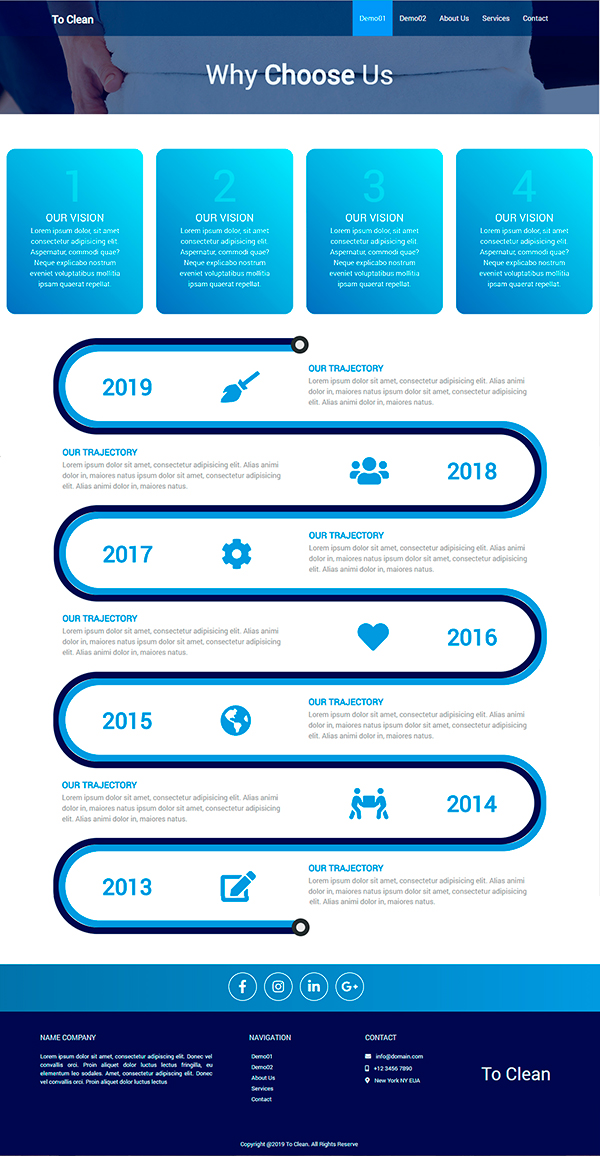 To Clean
Demo01 Demo02 About Us Services Contact
Why Choose Us
1
OUR VISION
Lorem ipsum dolor, sit amet
consectetur adipisicing elit.
Aspernatur, commodi quae?
Neque explicabo nostrum
eveniet voluptatibus mollitia
ipsam quaerat repellat.
2
OUR VISION
Lorem ipsum dolor, sit amet
consectetur adipisicing elit.
Aspernatur, commodi quae?
Neque explicabo nostrum
eveniet voluptatibus mollitia
ipsam quaerat repellat.
3
OUR VISION
Lorem ipsum dolor, sit amet
consectetur adipisicing elit.
Aspernatur, commodi quae?
Neque explicabo nostrum
eveniet voluptatibus mollitia
ipsam quaerat repellat.
4
OUR VISION
Lorem ipsum dolor, sit amet
consectetur adipisicing elit.
Aspernatur, commodi quae?
Neque explicabo nostrum
eveniet voluptatibus mollitia
ipsam quaerat repellat.
2019
OUR TRAJECTORY
Lorem ipsum dolor sit amet, consectetur adipisicing elit. Alias animi
dolor in, maiores natus ipsum dolor sit amet, consectetur adipisicing
elit. Alias animi dolor in, maiores natus.
OUR TRAJECTORY
Lorem ipsum dolor sit amet, consectetur adipisicing elit. Alias animi
dolor in, maiores natus ipsum dolor sit amet, consectetur adipisicing
elit. Alias animi dolor in, maiores natus.
2018
2017
OUR TRAJECTORY
Lorem ipsum dolor sit amet, consectetur adipisicing elit. Alias animi
dolor in, maiores natus ipsum dolor sit amet, consectetur adipisicing
elit. Alias animi dolor in, maiores natus.
OUR TRAJECTORY
Lorem ipsum dolor sit amet, consectetur adipisicing elit. Alias animi
dolor in, maiores natus ipsum dolor sit amet, consectetur adipisicing
elit. Alias animi dolor in, maiores natus.
2016
2015
OUR TRAJECTORY
Lorem ipsum dolor sit amet, consectetur adipisicing elit. Alias animi
dolor in, maiores natus ipsum dolor sit amet, consectetur adipisicing
elit. Alias animi dolor in, maiores natus.
OUR TRAJECTORY
Lorem ipsum dolor sit amet, consectetur adipisicing elit. Alias animi
dolor in, maiores natus ipsum dolor sit amet, consectetur adipisicing
elit. Alias animi dolor in, maiores natus.
2014
2013
OUR TRAJECTORY
Lorem ipsum dolor sit amet, consectetur adipisicing elit. Alias animi
dolor in, maiores natus ipsum dolor sit amet, consectetur adipisicing
elit. Alias animi dolor in, maiores natus.
NAME COMPANY
Lorem ipsum dolor sit amet, consectetur adipisicing elit. Donec vel
convallis orci. Proin aliquet dolor luctus lectus fringilla, eu
elementum leo sodales. Amet, consectetur adipisicing elit. Donec
vel convallis orci. Proin aliquet dolor luctus lectus
NAVIGATION
Demo01
Demo02
About Us
Services
Contact
CONTACT
info@domain.com
+12 3456 7890
New York NY EUA
To Clean
Copyright @2019 To Clean. All Rights Reserve